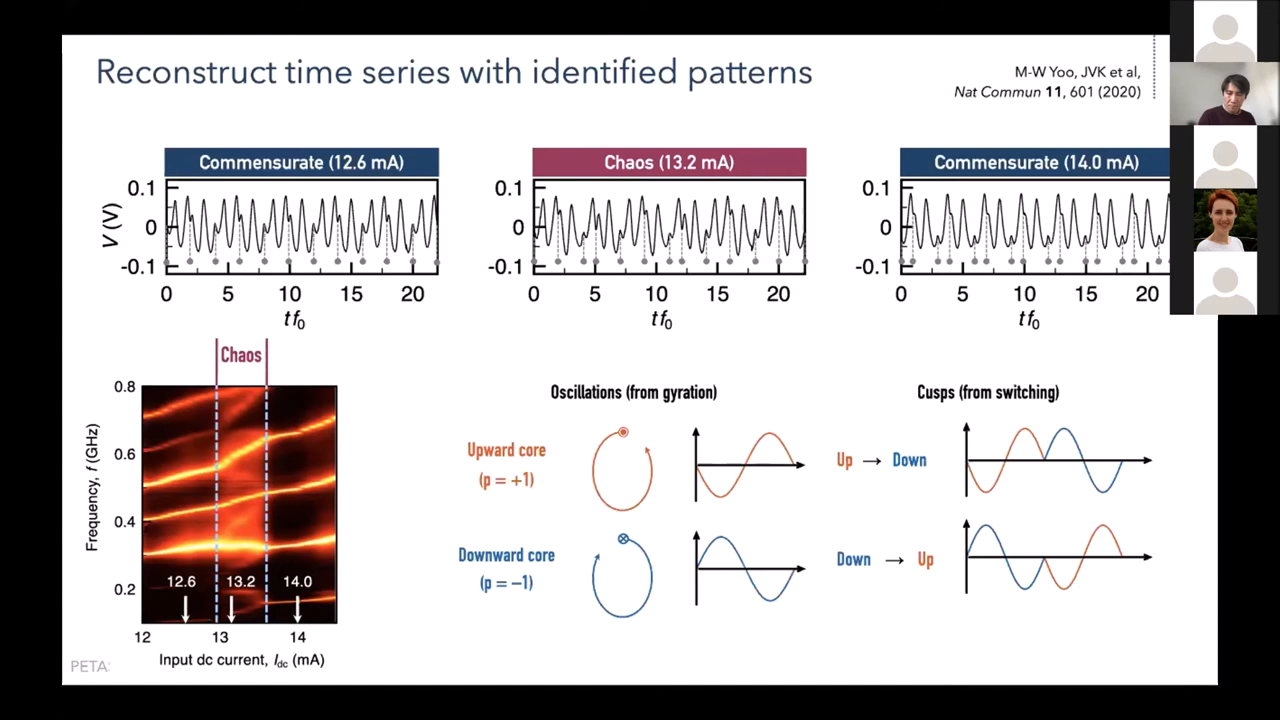 Reconstruct time series with identified patterns
M-W Yoo, JVK et al,
Nat Commun 11, 601 (2020)
Commensurate (12.6 mA)
V (V)
0.1
0
-0.1
0 5 10 15 20
tf₀
Chaos (13.2 mA)
0.1
0
-0.1
0 5 10 15 20
tf₀
Commensurate (14.0 mA)
0.1
0
-0.1
0 5 10 15 20
tf₀
Chaos
Frequency, f (GHz)
0.8
0.6
0.4
0.2
12.6 13.2 14.0
12 13 14
Input dc current, Idc (mA)
Oscillations (from gyration)
Upward core
(p = +1)
Downward core
(p = –1)
Cusps (from switching)
Up → Down
Down → Up
PETA